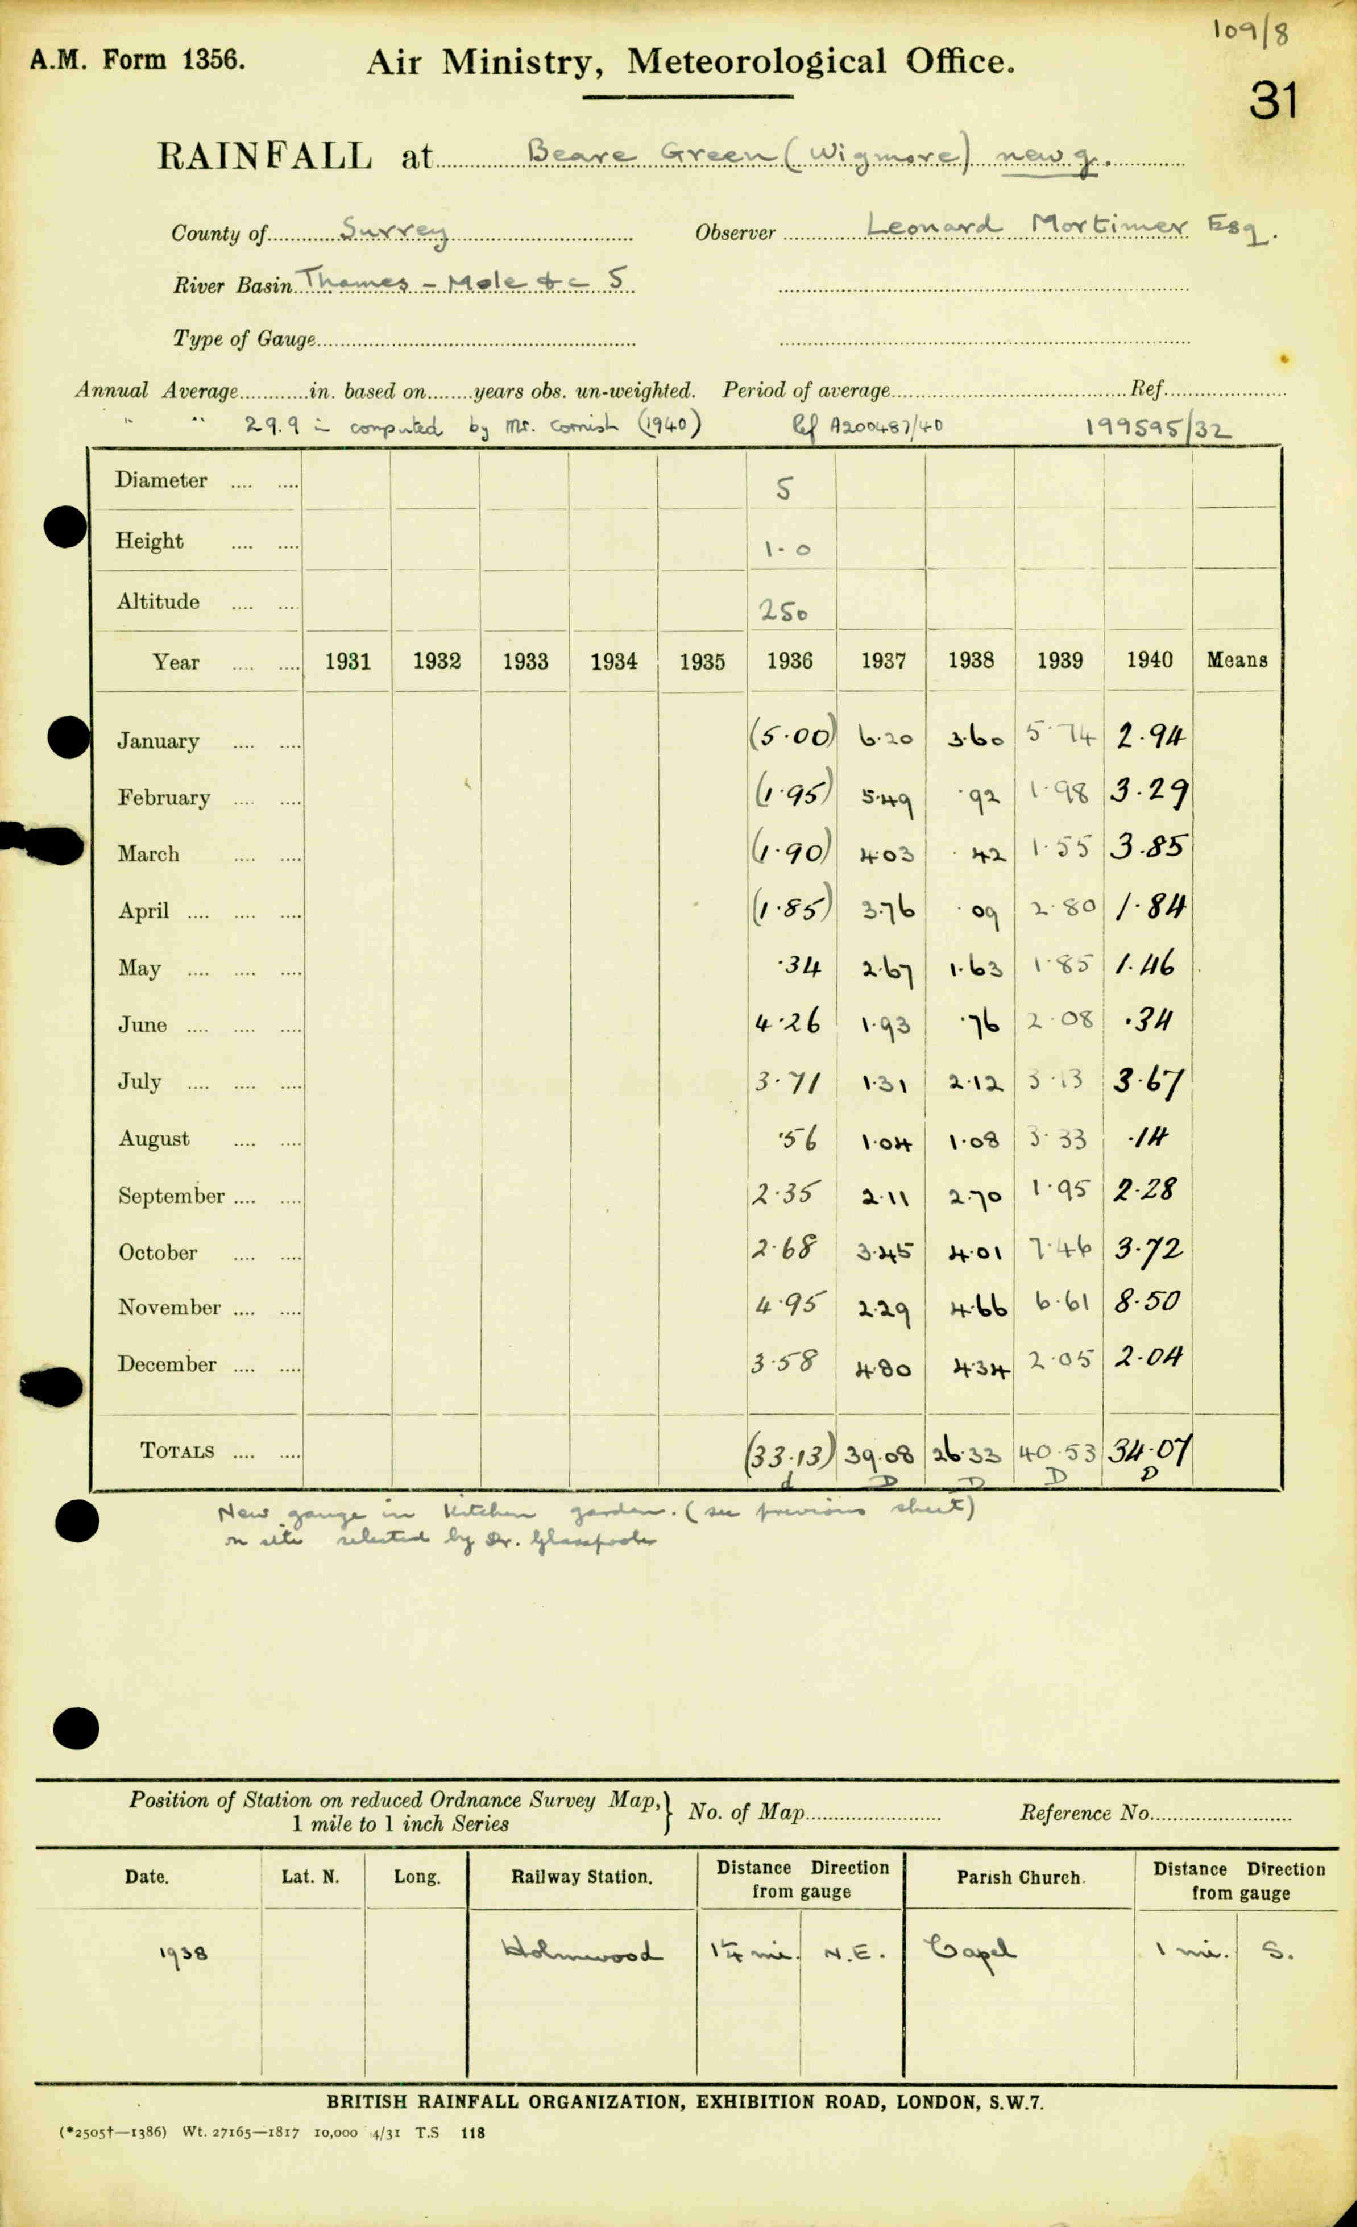 109/8
A.M. Form 1356. Air Ministry, Meteorological Office.
31
RAINFALL at Beare Green (Wigmore) new g.
County of Surrey Observer Leonard Mortimer Esq.
River Basin Thames - Mole &c 5
Type of Gauge
Annual Average in. based on years obs. un-weighted. Period of average Ref.
" " 29.9 in computed by Mr. Cornish (1940) Ref A200487/40 199595/32
Diameter .... .... 5
Height .... .... 1.0
Altitude .... .... 250
Year .... .... 1931 1932 1933 1934 1935 1936 1937 1938 1939 1940 Means
January .... .... (5.00) 6.20 3.60 5.74 2.94
February .... .... (1.95) 5.49 .92 1.98 3.29
March .... .... (1.90) 4.03 .42 1.55 3.85
April .... .... .... (1.85) 3.76 .09 2.80 1.84
May .... .... .... .34 2.67 1.63 1.85 1.46
June .... .... .... 4.26 1.93 .76 2.08 .34
July .... .... .... 3.71 1.31 2.12 3.13 3.67
August .... .... .56 1.04 1.08 3.33 .14
September .... .... 2.35 2.11 2.70 1.95 2.28
October .... .... 2.68 3.45 4.01 7.46 3.72
November .... .... 4.95 2.29 4.66 6.61 8.50
December .... .... 3.58 4.80 4.34 2.05 2.04
TOTALS .... .... (33.13) 39.08 26.33 40.53 34.07
d D D D D
New gauge in kitchen garden. (see previous sheet)
on site selected by Dr. Glasspoole
Position of Station on reduced Ordnance Survey Map, } No. of Map Reference No.
1 mile to 1 inch Series
Date. Lat. N. Long. Railway Station. Distance Direction Parish Church. Distance Direction
from gauge from gauge
1938 Holmwood 1¼ mi. N.E. Capel 1 mi. S.
BRITISH RAINFALL ORGANIZATION, EXHIBITION ROAD, LONDON, S.W.7.
(*2505†—1386) Wt. 27165—1817 10,000 4/31 T.S 118